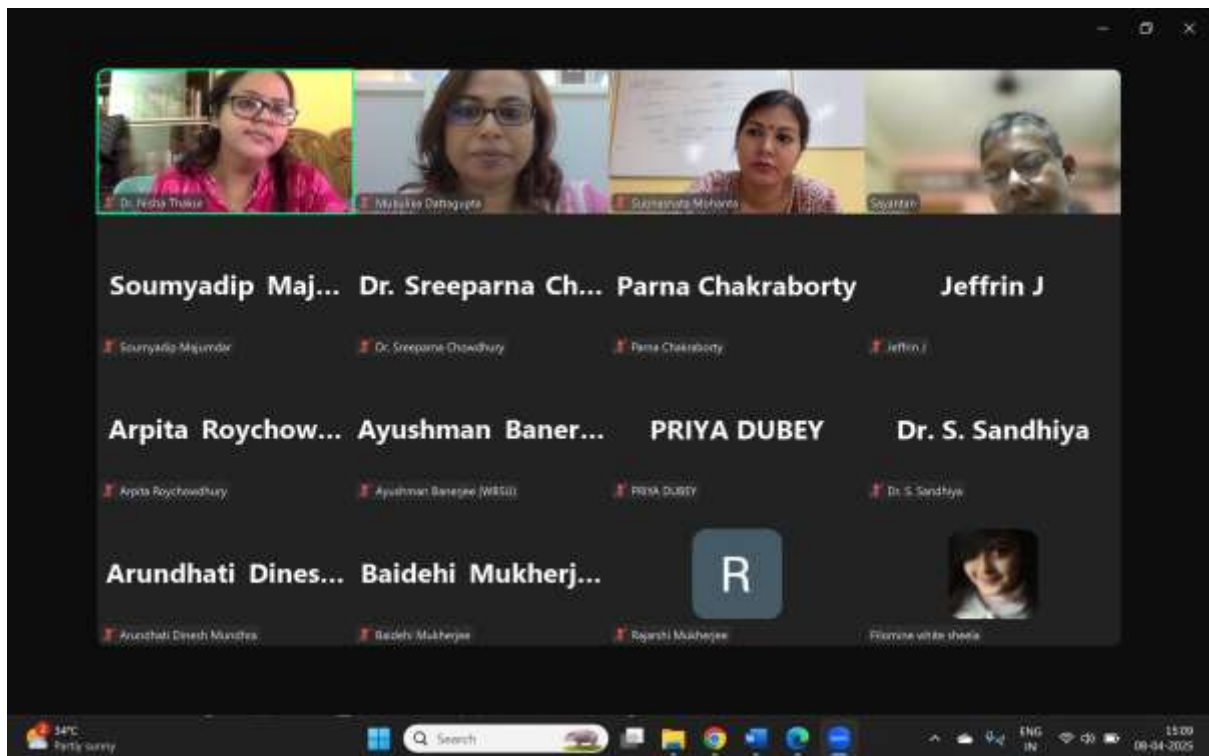 Dr. Nisha Thakur
Dattagupta
Mohanta
Sayantan
Soumyadip Maj... Dr. Sreeparna Ch... Parna Chakraborty Jeffrin J
Soumyadip Majumdar Dr. Sreeparna Chowdhury Parna Chakraborty Jeffrin J
Arpita Roychow... Ayushman Baner... PRIYA DUBEY Dr. S. Sandhiya
Arpita Roychowdhury Ayushman Banerjee (WBSU) PRIYA DUBEY Dr. S. Sandhiya
Arundhati Dines... Baidehi Mukherj... R
Arundhati Dinesh Mundhra Baidehi Mukherjee Rajarshi Mukherjee Filomine white sheela
34°C
Partly sunny
Search
ENG
IN
15:09
-04-2025